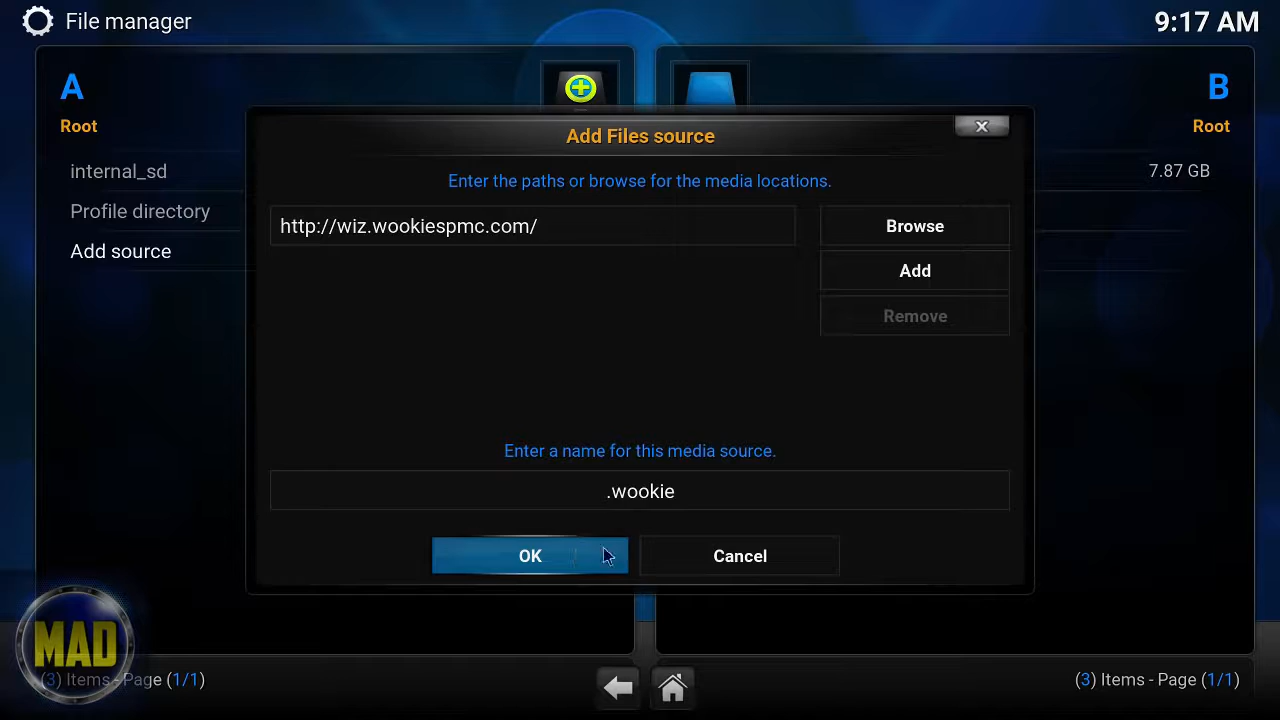 File manager
9:17 AM
A
B
Root
Root
Add Files source
Enter the paths or browse for the media locations.
internal_sd
7.87 GB
Profile directory
http://wiz.wookiespmc.com/
Browse
Add source
Add
Remove
Enter a name for this media source.
.wookie
OK
Cancel
MAD
(3) Items - Page (1/1)
(3) Items - Page (1/1)